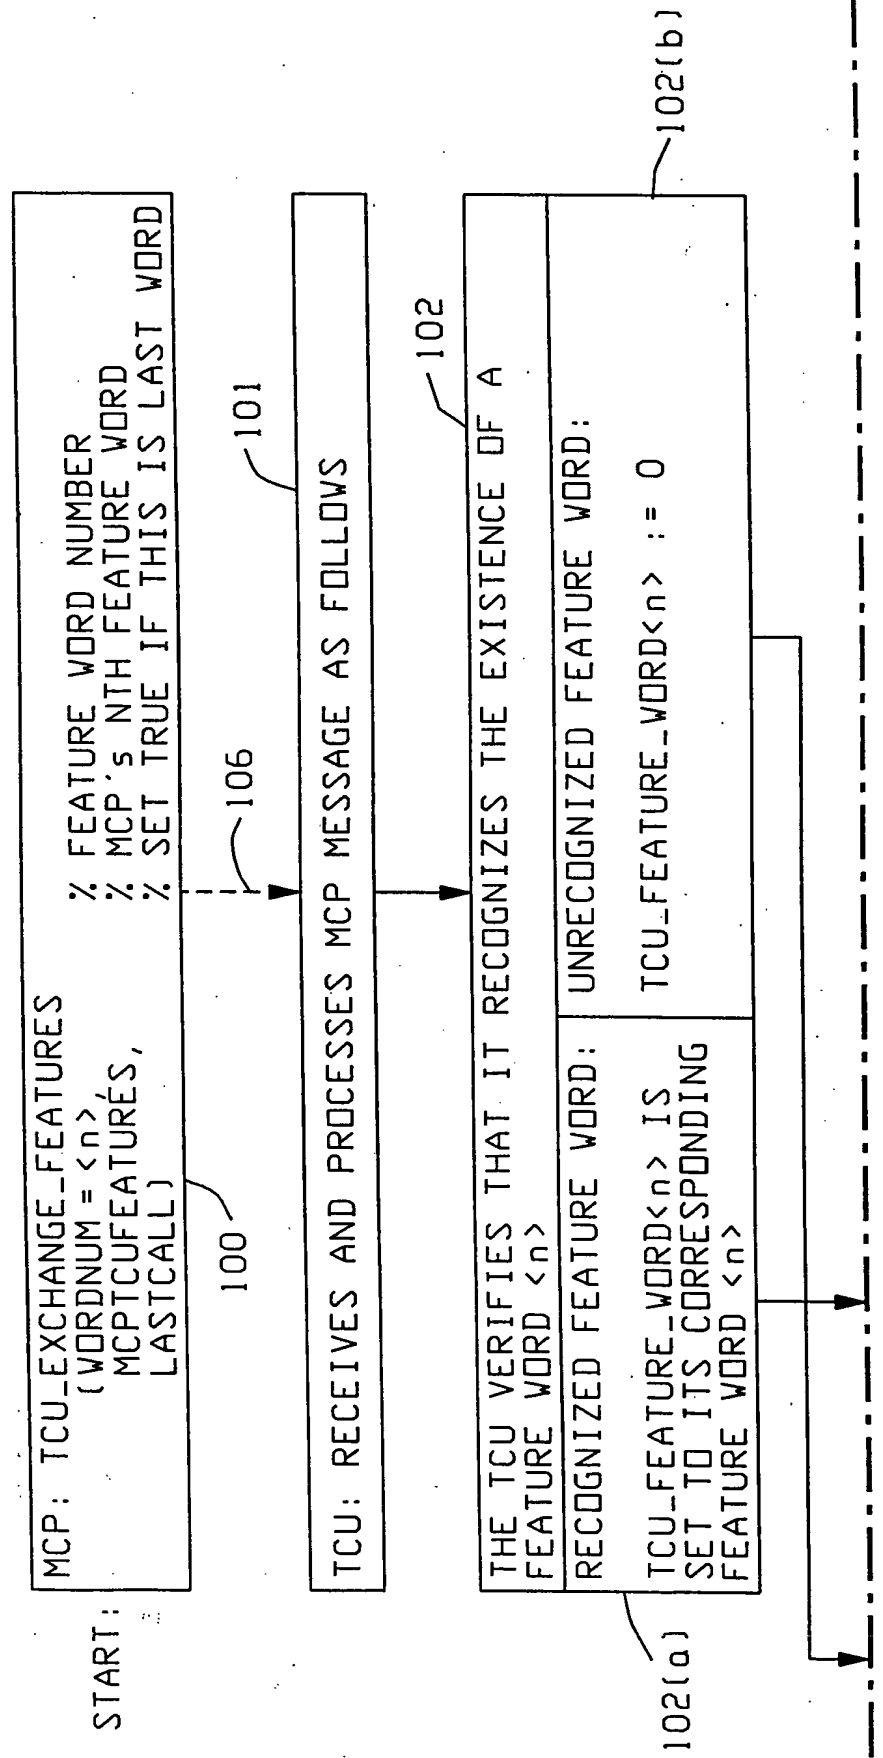 START:
MCP: TCU_EXCHANGE_FEATURES
(WORDNUM = <n>, % FEATURE WORD NUMBER
MCPTCUFEATURES, % MCP's NTH FEATURE WORD
LASTCALL) % SET TRUE IF THIS IS LAST WORD
100
106
101
TCU: RECEIVES AND PROCESSES MCP MESSAGE AS FOLLOWS
102
THE TCU VERIFIES THAT IT RECOGNIZES THE EXISTENCE OF A
FEATURE WORD <n>
RECOGNIZED FEATURE WORD:
TCU_FEATURE_WORD<n> IS
SET TO ITS CORRESPONDING
FEATURE WORD <n>
UNRECOGNIZED FEATURE WORD:
TCU_FEATURE_WORD<n> := 0
102(a)
102(b)